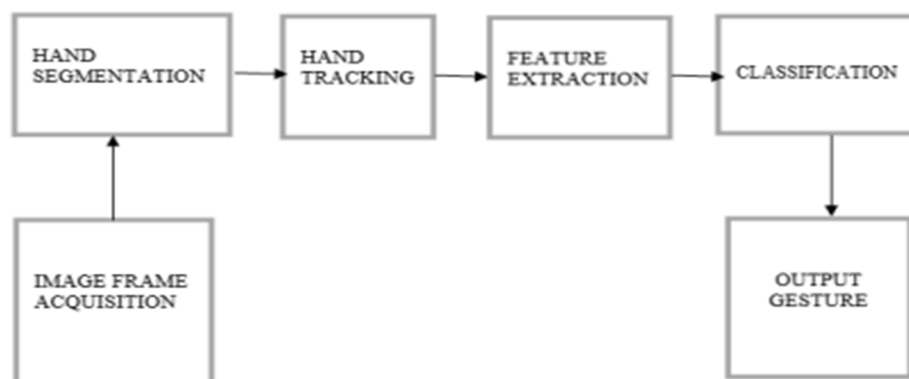 HAND
SEGMENTATION
HAND
TRACKING
FEATURE
EXTRACTION
CLASSIFICATION
IMAGE FRAME
ACQUISITION
OUTPUT
GESTURE